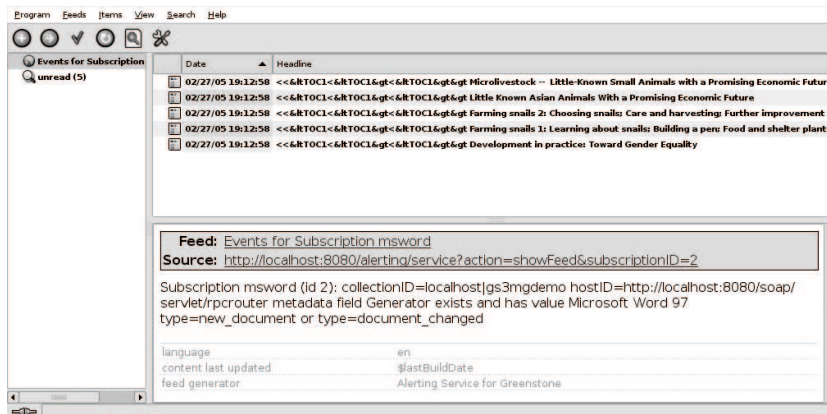 Program Feeds Items View Search Help
Events for Subscription
unread (5)
Date Headline
02/27/05 19:12:58 <<&ltTOC1<&ltTOC1&gt<&ltTOC1&gt&gt Microlivestock -- Little-Known Small Animals with a Promising Economic Futur
02/27/05 19:12:58 <<&ltTOC1<&ltTOC1&gt<&ltTOC1&gt&gt Little Known Asian Animals With a Promising Economic Future
02/27/05 19:12:58 <<&ltTOC1<&ltTOC1&gt<&ltTOC1&gt&gt Farming snails 2: Choosing snails; Care and harvesting; Further improvement
02/27/05 19:12:58 <<&ltTOC1<&ltTOC1&gt<&ltTOC1&gt&gt Farming snails 1: Learning about snails; Building a pen; Food and shelter plant
02/27/05 19:12:58 <<&ltTOC1<&ltTOC1&gt<&ltTOC1&gt&gt Development in practice: Toward Gender Equality
Feed: Events for Subscription msword
Source: http://localhost:8080/alerting/service?action=showFeed&subscriptionID=2
Subscription msword (id 2): collectionID=localhost|gs3mgdemo hostID=http://localhost:8080/soap/
servlet/rpcrouter metadata field Generator exists and has value Microsoft Word 97
type=new_document or type=document_changed
language en
content last updated $lastBuildDate
feed generator Alerting Service for Greenstone